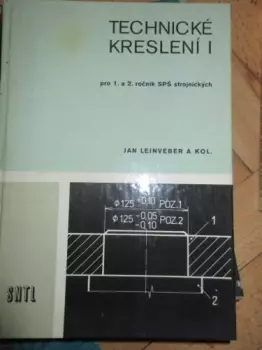 TECHNICKÉ
KRESLENÍ I
pro 1. a 2. ročník SPŠ strojnických
JAN LEINVEBER A KOL.
⌀125 +0,10 POZ.1
⌀125 -0,05 POZ.2
-0,10
1
2
SNTL